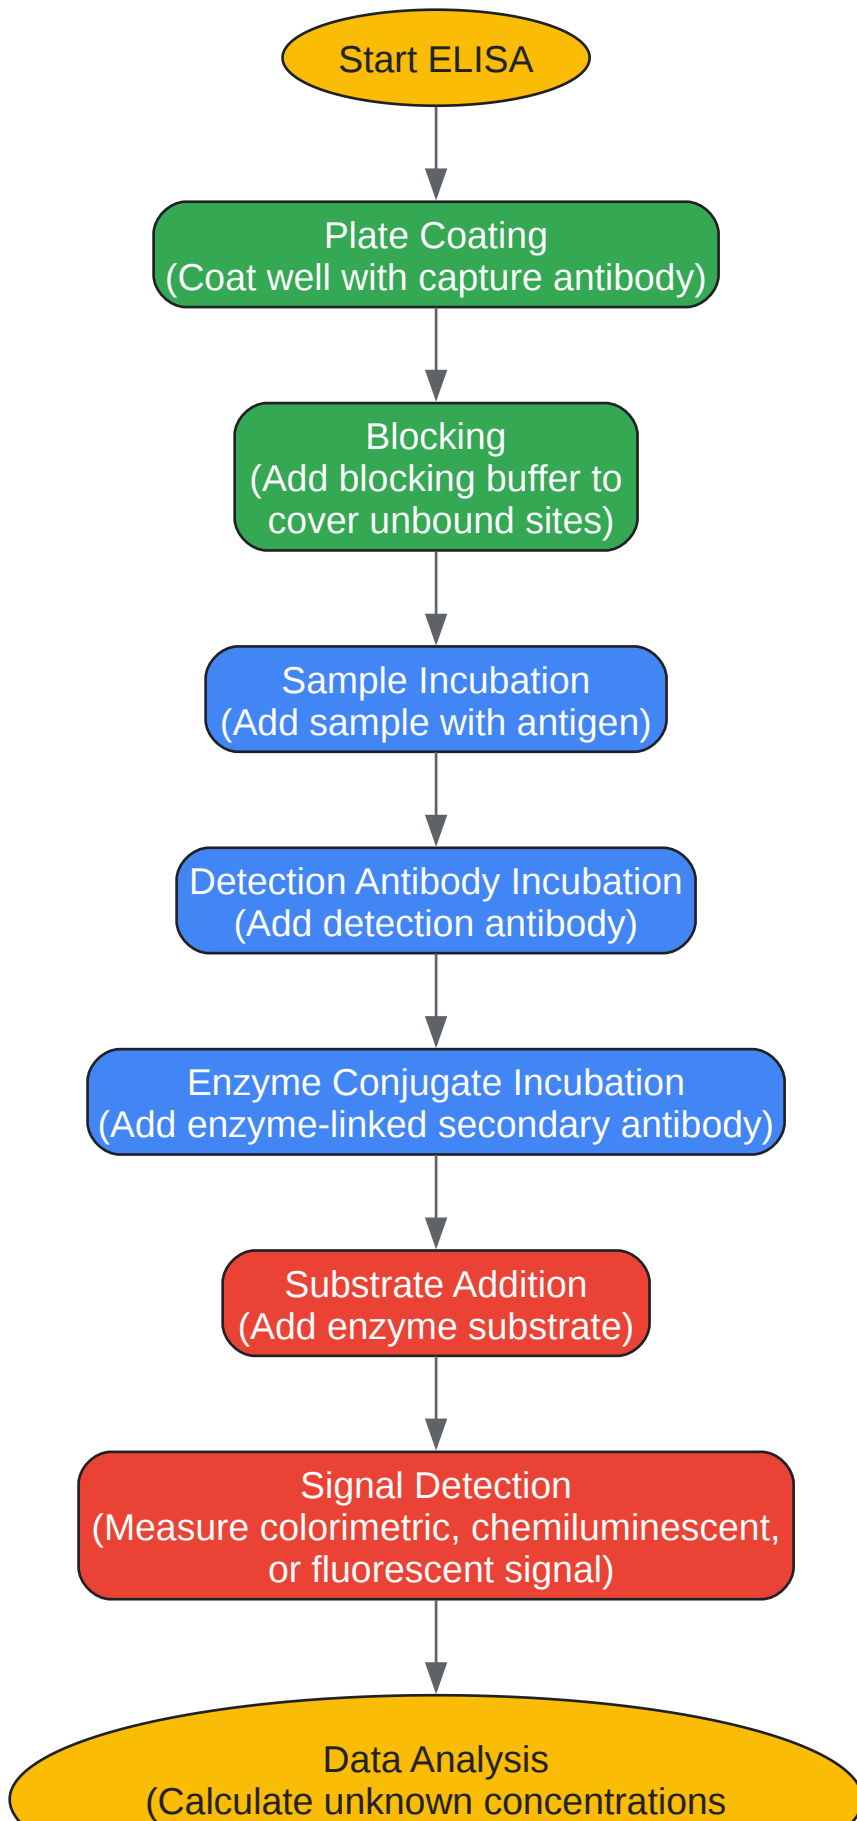 Start ELISA
Plate Coating
(Coat well with capture antibody)
Blocking
(Add blocking buffer to
cover unbound sites)
Sample Incubation
(Add sample with antigen)
Detection Antibody Incubation
(Add detection antibody)
Enzyme Conjugate Incubation
(Add enzyme-linked secondary antibody)
Substrate Addition
(Add enzyme substrate)
Signal Detection
(Measure colorimetric, chemiluminescent,
or fluorescent signal)
Data Analysis
(Calculate unknown concentrations